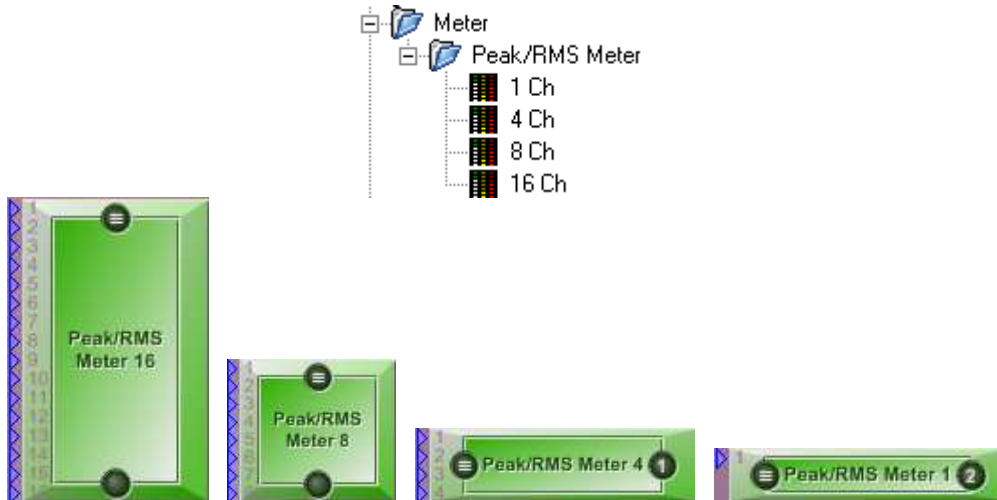 Meter
Peak/RMS Meter
1 Ch
4 Ch
8 Ch
16 Ch
1
2
3
4
5
6
7
8
9
10
11
12
13
14
15
Peak/RMS
Meter 16
1
2
3
4
5
6
7
Peak/RMS
Meter 8
1
2
3
4
Peak/RMS Meter 4
1
1
Peak/RMS Meter 1
2